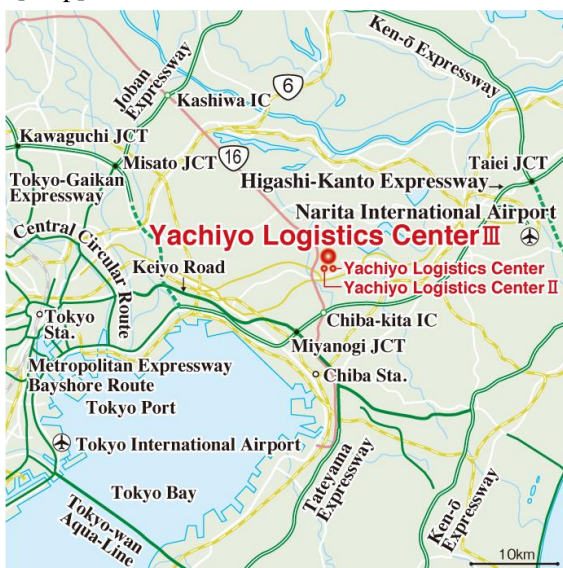 Ken-ō Expressway
Joban
Expressway
6
Kashiwa IC
Kawaguchi JCT
Misato JCT
16
Taiei JCT
Tokyo-Gaikan
Expressway
Higashi-Kanto Expressway
Narita International Airport
Central Circular Route
Yachiyo Logistics Center Ⅲ
Keiyo Road
Yachiyo Logistics Center
Yachiyo Logistics Center Ⅱ
Tokyo
Sta.
Chiba-kita IC
Miyanogi JCT
Metropolitan Expressway
Bayshore Route
Chiba Sta.
Tokyo Port
Tokyo International Airport
Tokyo Bay
Tateyama
Expressway
Ken-ō
Expressway
Tokyo-wan
Aqua-Line
10km